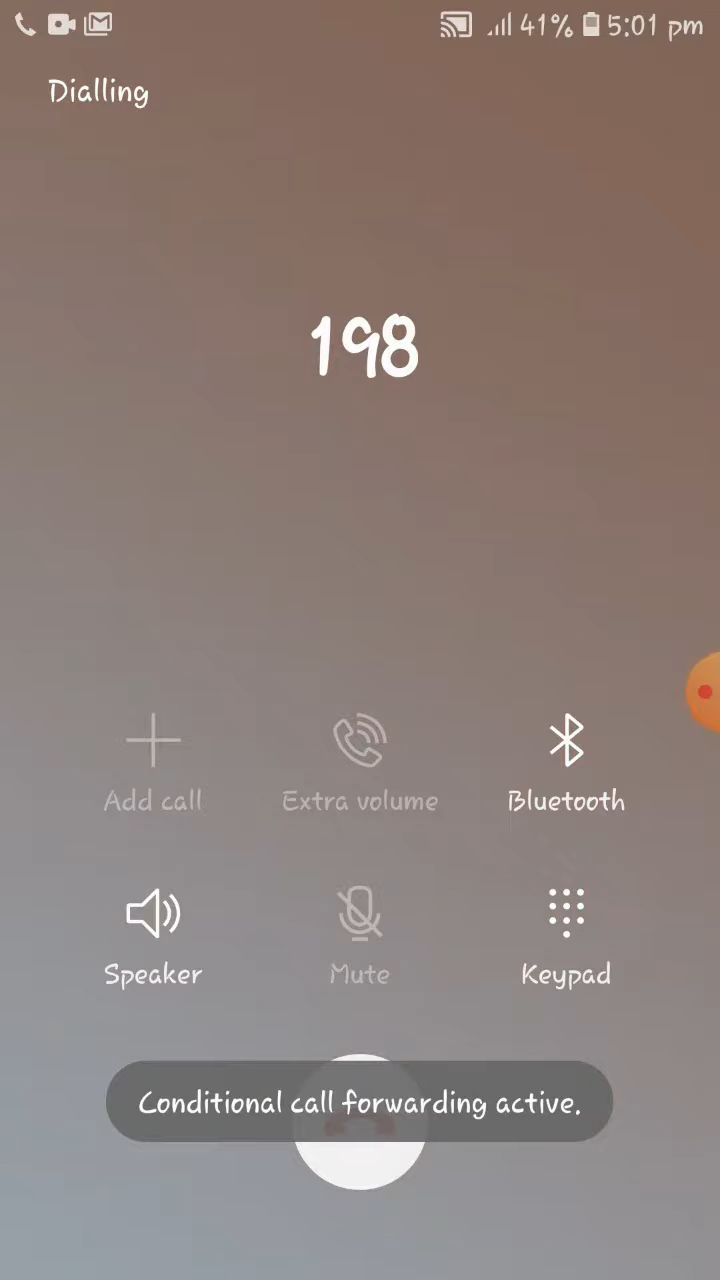 41% 5:01 pm
Dialling
198
Add call Extra volume Bluetooth
Speaker Mute Keypad
Conditional call forwarding active.